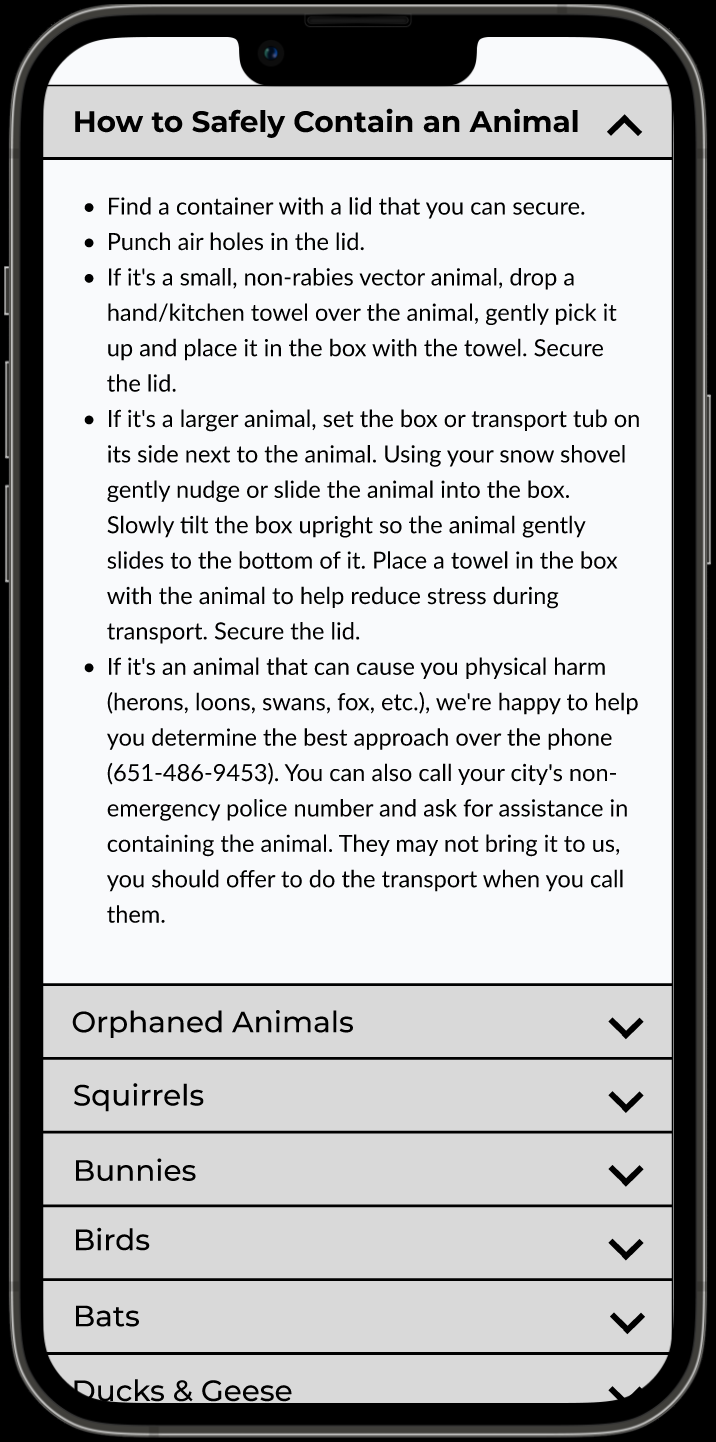 How to Safely Contain an Animal
• Find a container with a lid that you can secure.
• Punch air holes in the lid.
• If it's a small, non-rabies vector animal, drop a
hand/kitchen towel over the animal, gently pick it
up and place it in the box with the towel. Secure
the lid.
• If it's a larger animal, set the box or transport tub on
its side next to the animal. Using your snow shovel
gently nudge or slide the animal into the box.
Slowly tilt the box upright so the animal gently
slides to the bottom of it. Place a towel in the box
with the animal to help reduce stress during
transport. Secure the lid.
• If it's an animal that can cause you physical harm
(herons, loons, swans, fox, etc.), we're happy to help
you determine the best approach over the phone
(651-486-9453). You can also call your city's non-
emergency police number and ask for assistance in
containing the animal. They may not bring it to us,
you should offer to do the transport when you call
them.
Orphaned Animals
Squirrels
Bunnies
Birds
Bats
Ducks & Geese